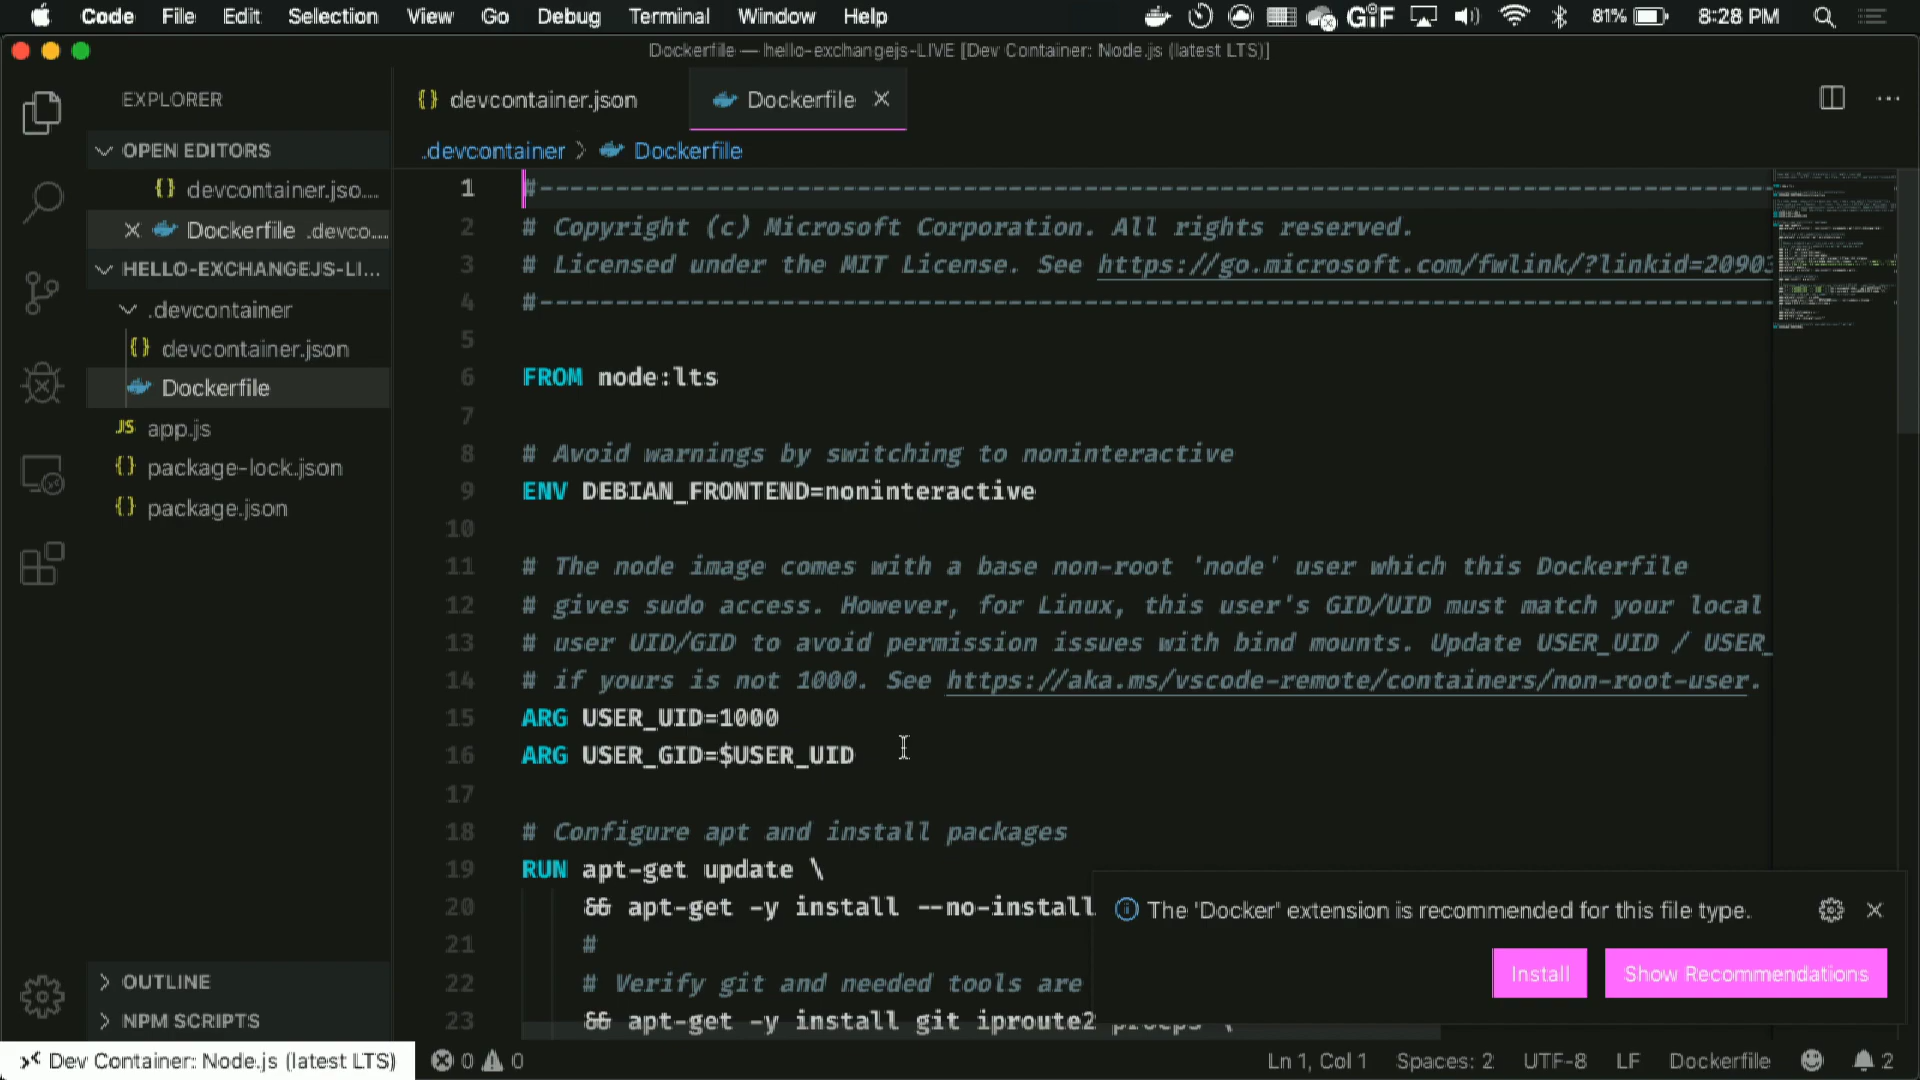 Code File Edit Selection View Go Debug Terminal Window Help GIF 81% 8:28 PM
Dockerfile — hello-exchangejs-LIVE [Dev Container: Node.js (latest LTS)]
EXPLORER
{} devcontainer.json
Dockerfile
OPEN EDITORS
.devcontainer > Dockerfile
{} devcontainer.jso...
Dockerfile .devco...
HELLO-EXCHANGEJS-LI...
.devcontainer
{} devcontainer.json
Dockerfile
JS app.js
{} package-lock.json
{} package.json
OUTLINE
NPM SCRIPTS
1 #----------------------------------------------------------------------------------
2 # Copyright (c) Microsoft Corporation. All rights reserved.
3 # Licensed under the MIT License. See https://go.microsoft.com/fwlink/?linkid=2090
4 #----------------------------------------------------------------------------------
5
6 FROM node:lts
7
8 # Avoid warnings by switching to noninteractive
9 ENV DEBIAN_FRONTEND=noninteractive
10
11 # The node image comes with a base non-root 'node' user which this Dockerfile
12 # gives sudo access. However, for Linux, this user's GID/UID must match your local
13 # user UID/GID to avoid permission issues with bind mounts. Update USER_UID / USER_
14 # if yours is not 1000. See https://aka.ms/vscode-remote/containers/non-root-user.
15 ARG USER_UID=1000
16 ARG USER_GID=$USER_UID
17
18 # Configure apt and install packages
19 RUN apt-get update \
20 && apt-get -y install --no-install
21 #
22 # Verify git and needed tools are
23 && apt-get -y install git iproute2 procps \
The 'Docker' extension is recommended for this file type.
Install Show Recommendations
Dev Container: Node.js (latest LTS) 0 0 Ln 1, Col 1 Spaces: 2 UTF-8 LF Dockerfile 2